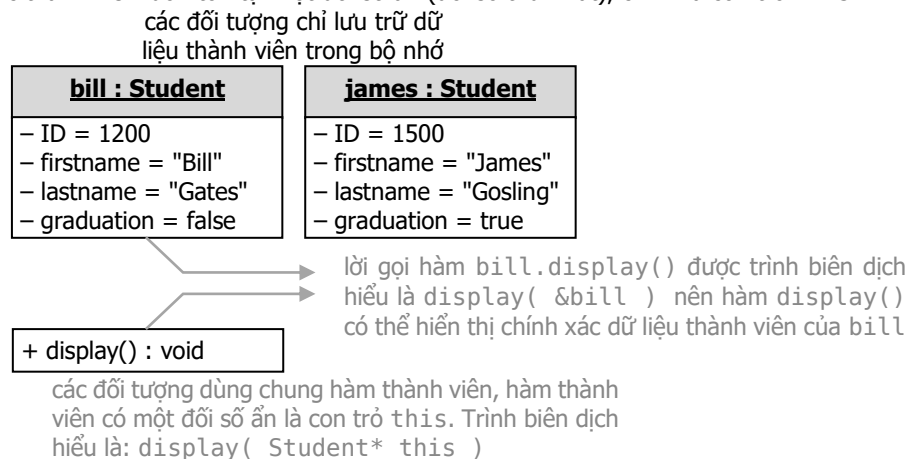 các đối tượng chỉ lưu trữ dữ
liệu thành viên trong bộ nhớ
bill : Student
– ID = 1200
– firstname = "Bill"
– lastname = "Gates"
– graduation = false
james : Student
– ID = 1500
– firstname = "James"
– lastname = "Gosling"
– graduation = true
lời gọi hàm bill.display() được trình biên dịch
hiểu là display( &bill ) nên hàm display()
có thể hiển thị chính xác dữ liệu thành viên của bill
+ display() : void
các đối tượng dùng chung hàm thành viên, hàm thành
viên có một đối số ẩn là con trỏ this. Trình biên dịch
hiểu là: display( Student* this )